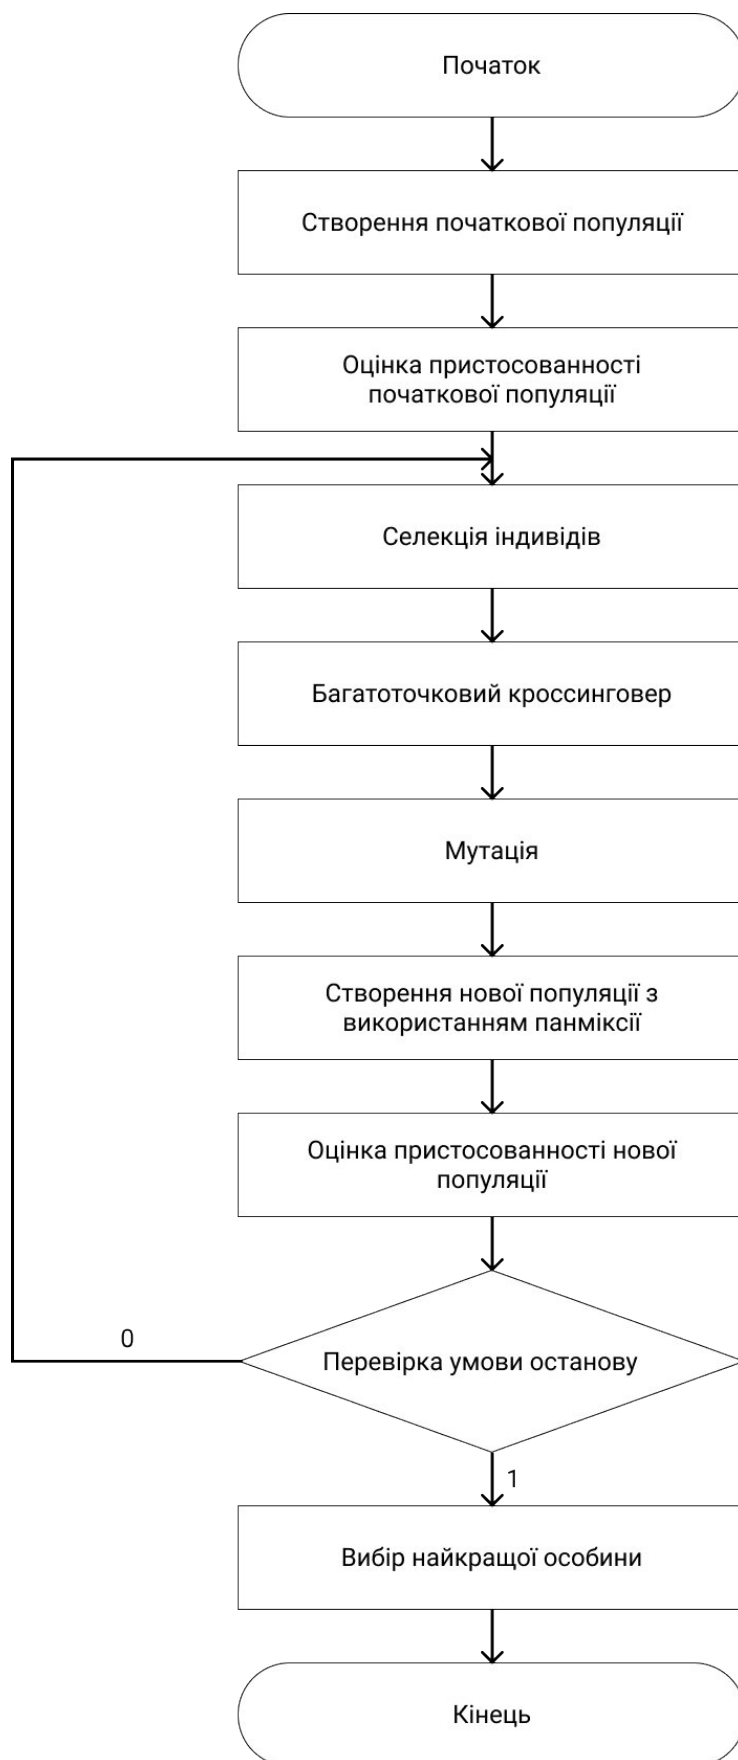 Початок
Створення початкової популяції
Оцінка пристосованності
початкової популяції
Селекція індивідів
Багатоточковий кроссинговер
Мутація
Створення нової популяції з
використанням панміксії
Оцінка пристосованності нової
популяції
0
Перевірка умови останову
1
Вибір найкращої особини
Кінець